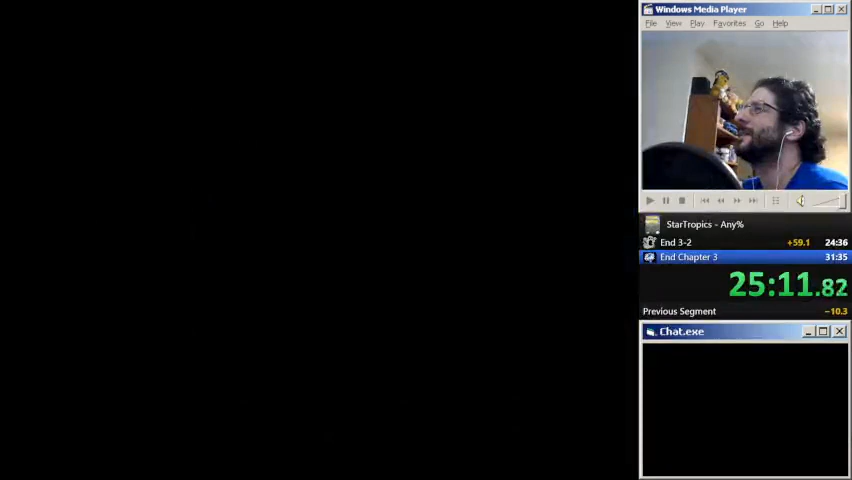 Windows Media Player
File View Play Favorites Go Help
StarTropics - Any%
End 3-2 +59.1 24:36
End Chapter 3 31:35
25:11.82
Previous Segment -10.3
Chat.exe